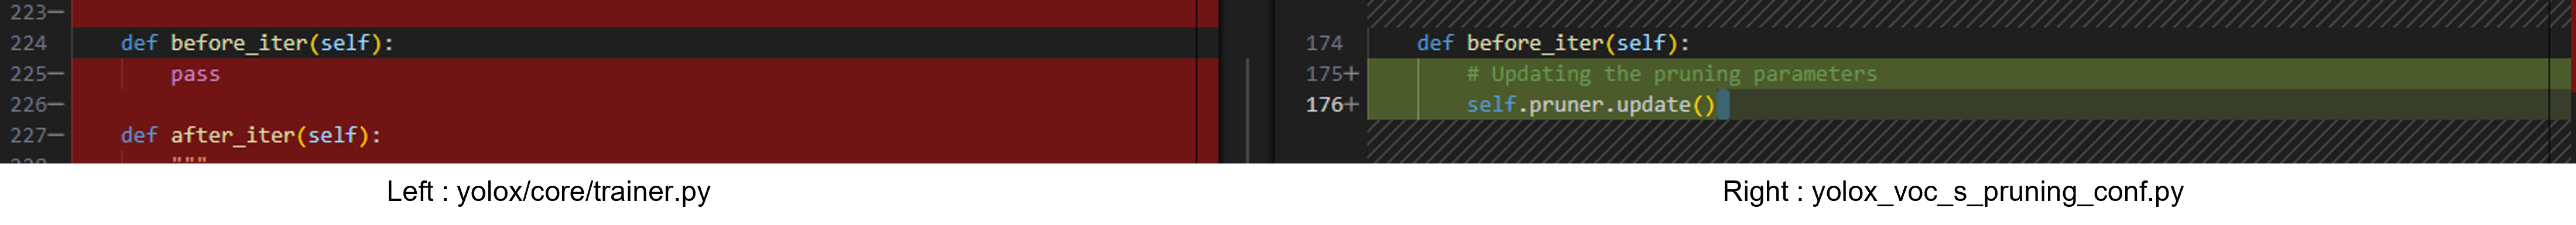 223—
224 def before_iter(self):
225— pass
226—
227— def after_iter(self):
228 """
174 def before_iter(self):
175+ # Updating the pruning parameters
176+ self.pruner.update()
Left : yolox/core/trainer.py
Right : yolox_voc_s_pruning_conf.py